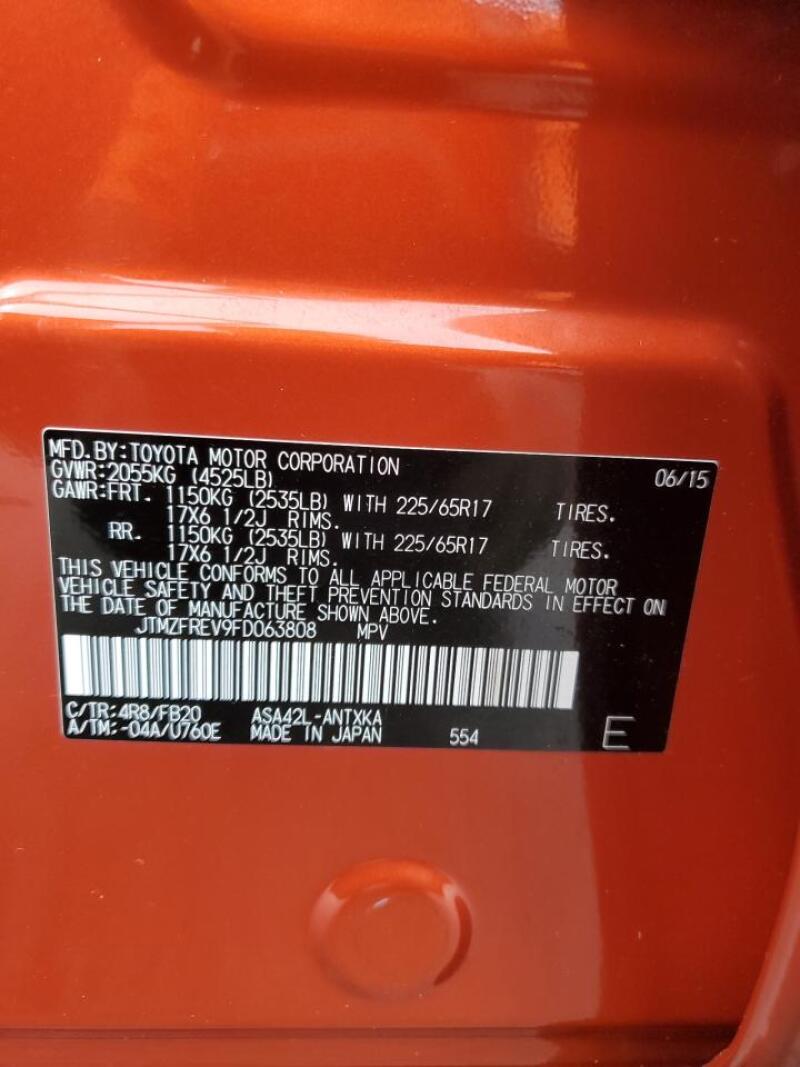 MFD.BY:TOYOTA MOTOR CORPORATION 06/15
GVWR:2055KG (4525LB)
GAWR:FRT. 1150KG (2535LB) WITH 225/65R17 TIRES.
17X6 1/2J RIMS.
RR. 1150KG (2535LB) WITH 225/65R17 TIRES.
17X6 1/2J RIMS.
THIS VEHICLE CONFORMS TO ALL APPLICABLE FEDERAL MOTOR
VEHICLE SAFETY AND THEFT PREVENTION STANDARDS IN EFFECT ON
THE DATE OF MANUFACTURE SHOWN ABOVE.
JTMZFREV9FD063808 MPV
C/TR:4R8/FB20 ASA42L-ANTXKA
A/TM:-04A/U760E MADE IN JAPAN 554 E